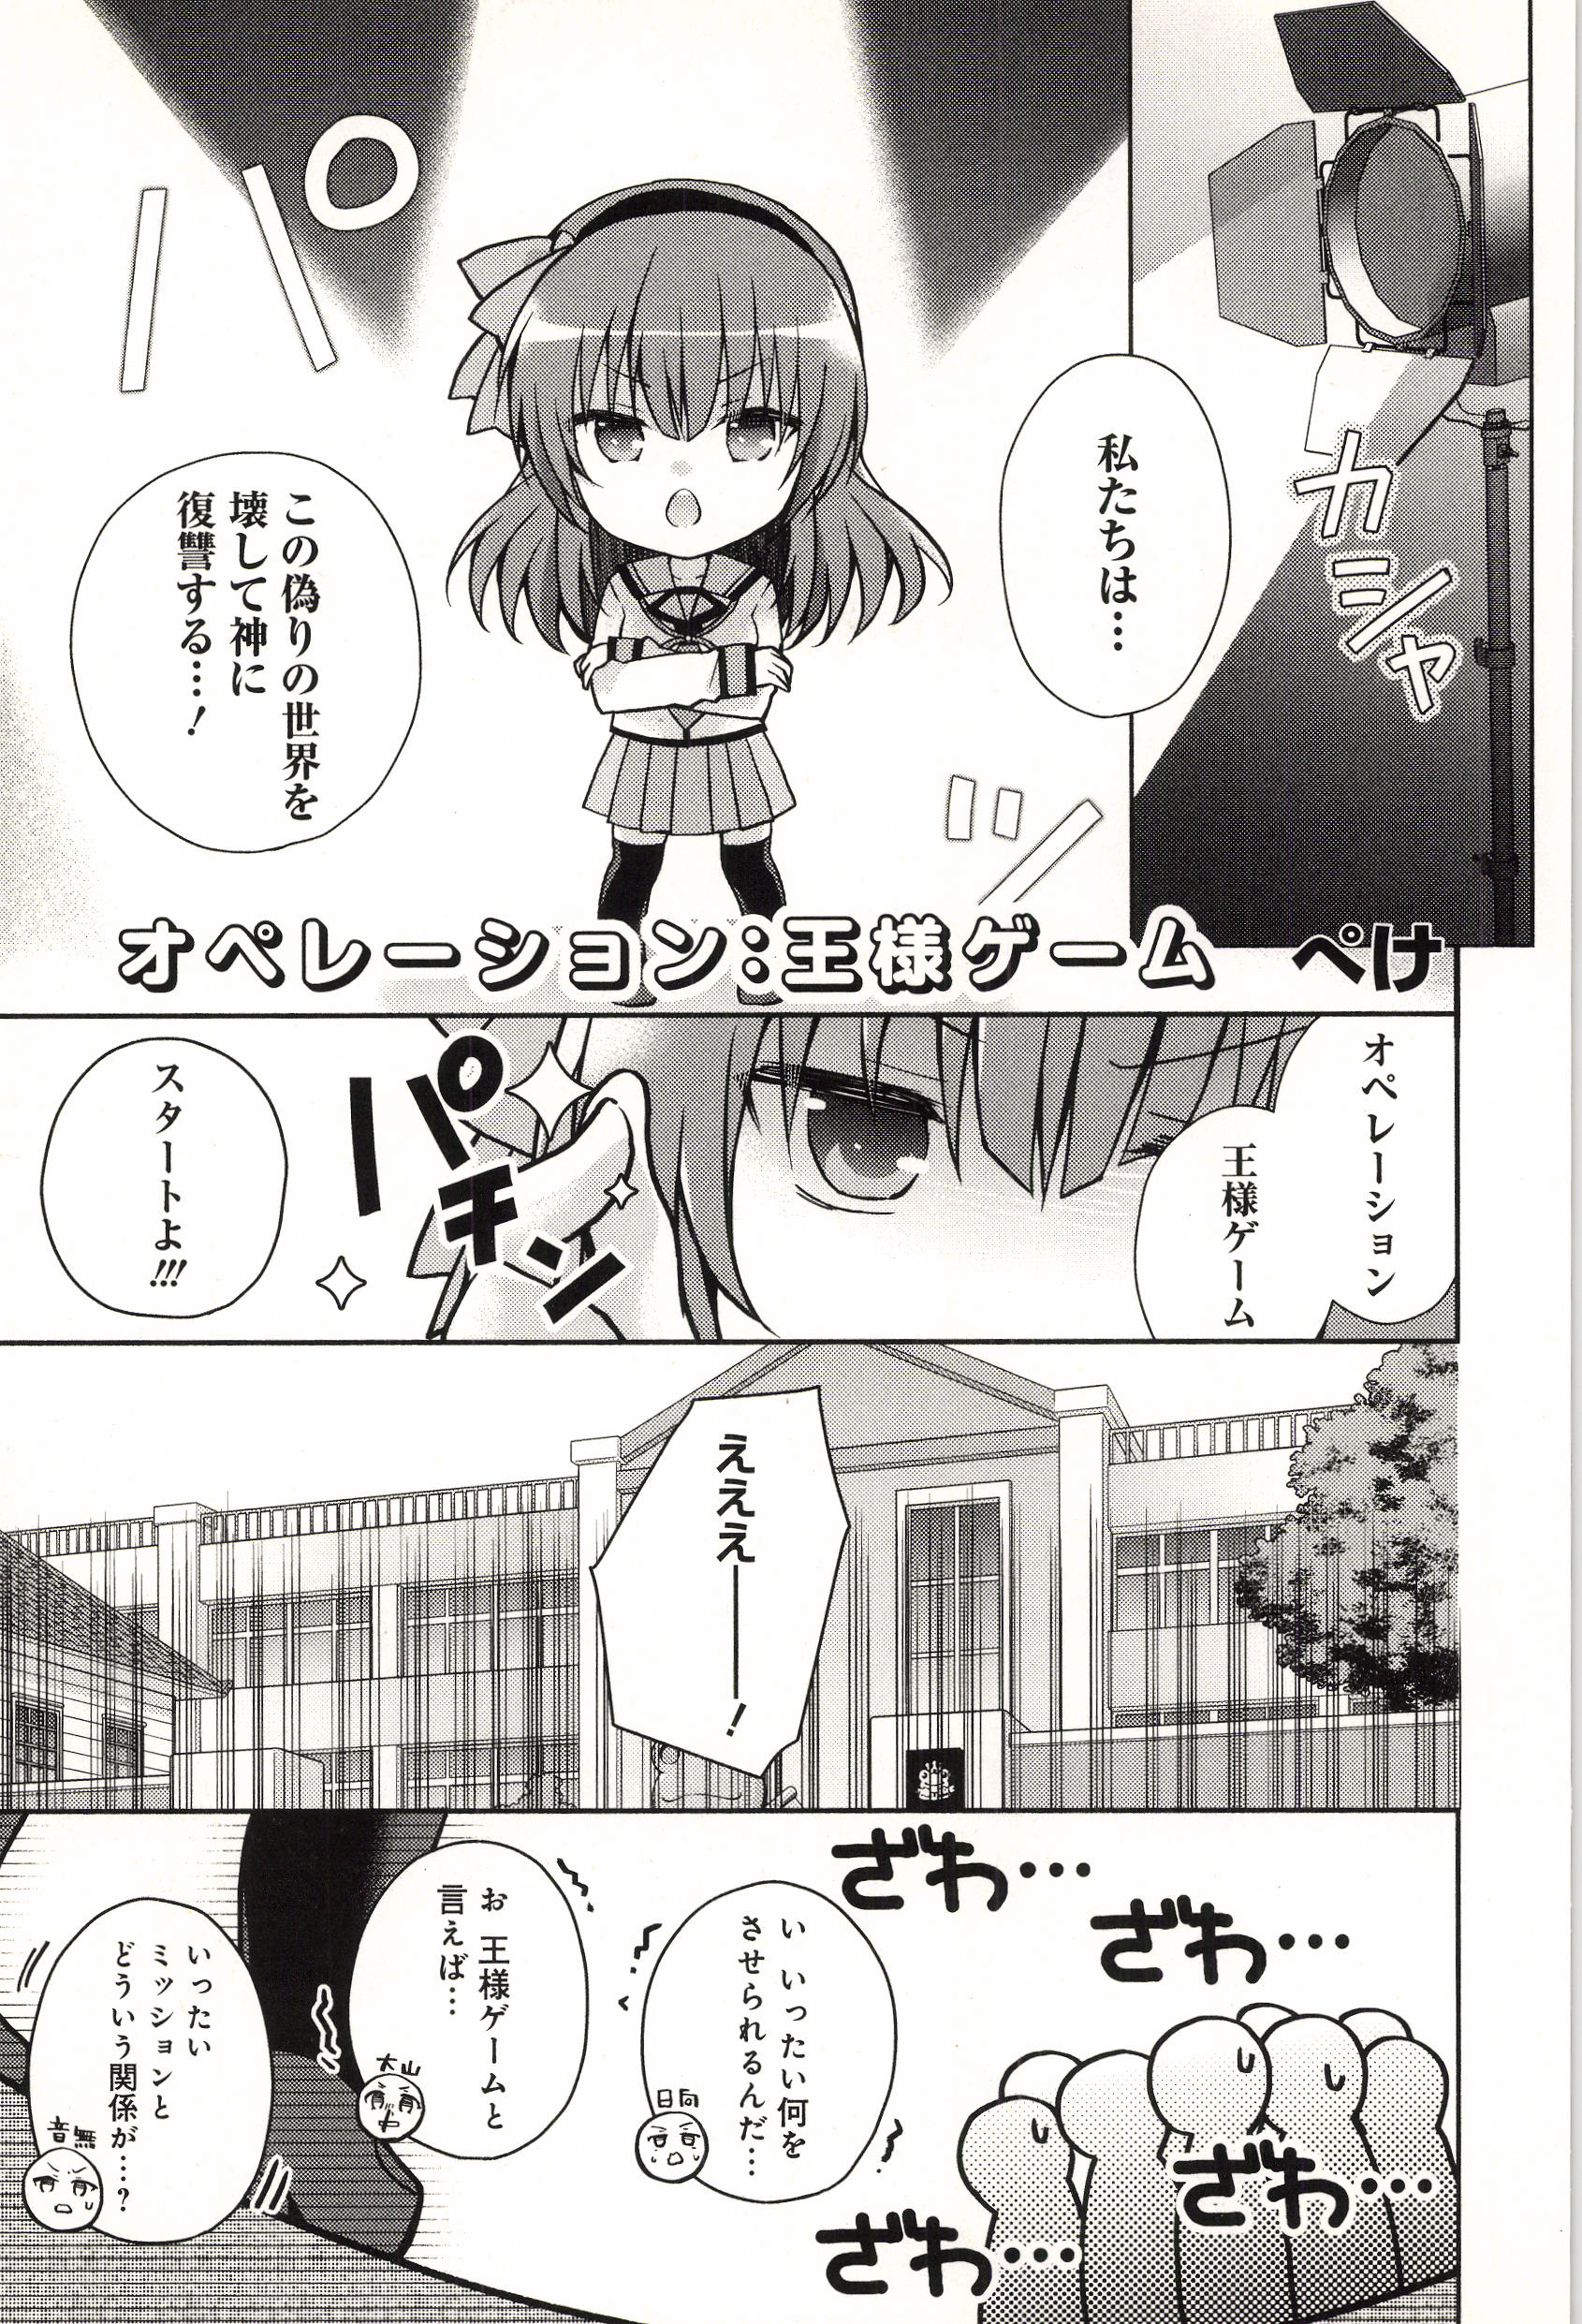 カシャ
私たちは…
パッ
この偽りの世界を
壊して神に
復讐する…!
オペレーション:王様ゲーム
ぺけ
オペレーション
王様ゲーム
パチン
スタートよ!!!
えええ――!
ざわ…
ざわ…
ざわ…
ざわ…
い いったい何を
させられるんだ…
日向
お 王様ゲームと
言えば…
大山
いったい
ミッションと
どういう関係が…?
音無